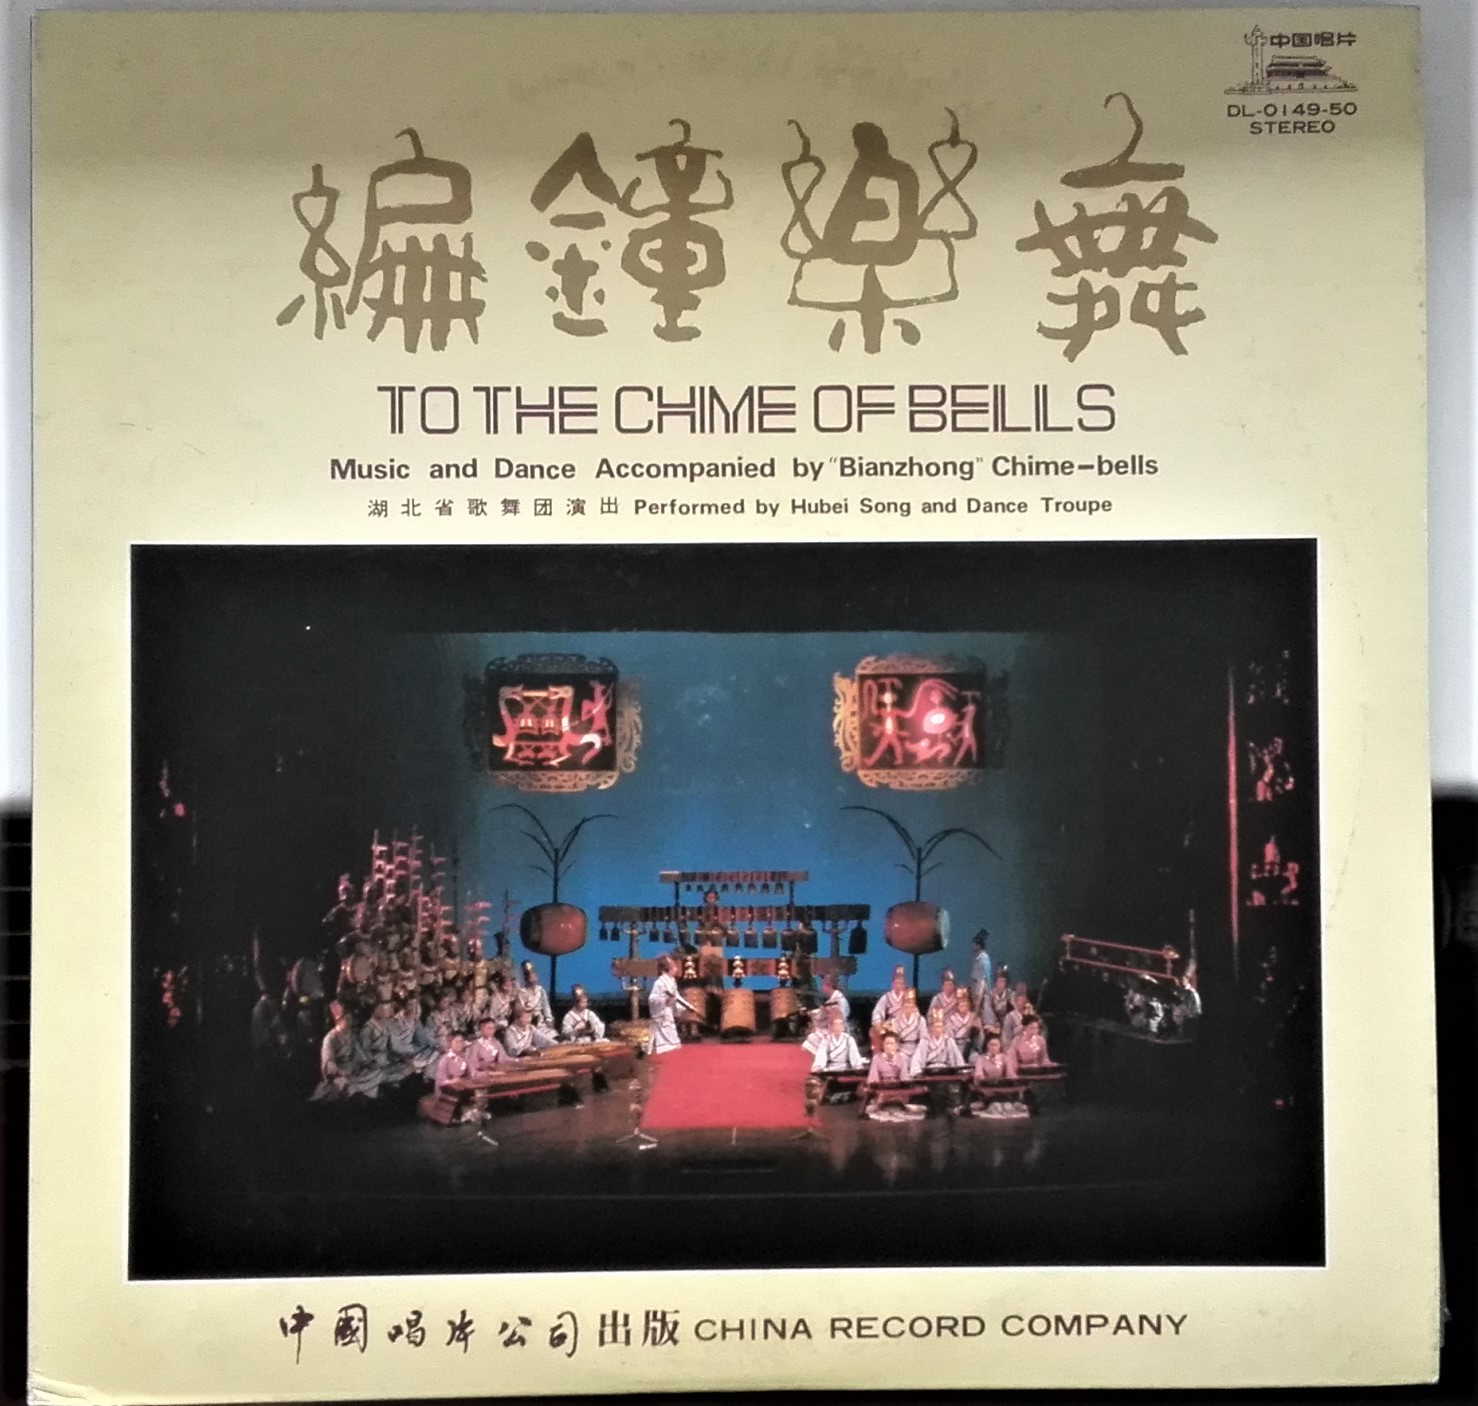 中国唱片
DL-0149-50
STEREO
編鐘樂舞
TO THE CHIME OF BELLS
Music and Dance Accompanied by "Bianzhong" Chime-bells
湖北省歌舞团演出 Performed by Hubei Song and Dance Troupe
中國唱片公司出版 CHINA RECORD COMPANY